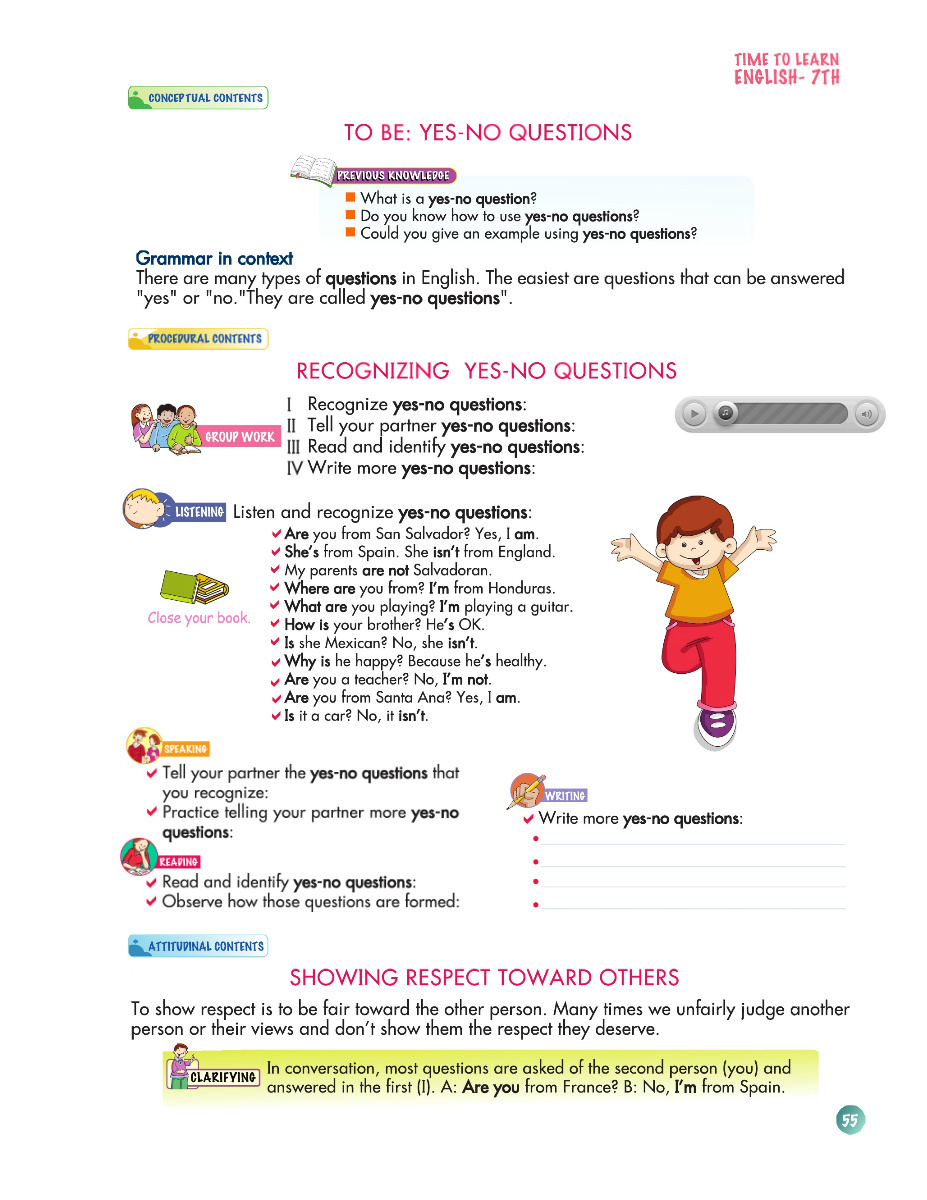 TIME TO LEARN
ENGLISH- 7TH
CONCEPTUAL CONTENTS
TO BE: YES-NO QUESTIONS
PREVIOUS KNOWLEDGE
What is a yes-no question?
Do you know how to use yes-no questions?
Could you give an example using yes-no questions?
Grammar in context
There are many types of questions in English. The easiest are questions that can be answered
"yes" or "no."They are called yes-no questions".
PROCEDURAL CONTENTS
RECOGNIZING YES-NO QUESTIONS
GROUP WORK
I Recognize yes-no questions:
II Tell your partner yes-no questions:
III Read and identify yes-no questions:
IV Write more yes-no questions:
LISTENING Listen and recognize yes-no questions:
Are you from San Salvador? Yes, I am.
She's from Spain. She isn't from England.
My parents are not Salvadoran.
Where are you from? I'm from Honduras.
What are you playing? I'm playing a guitar.
How is your brother? He's OK.
Is she Mexican? No, she isn't.
Why is he happy? Because he's healthy.
Are you a teacher? No, I'm not.
Are you from Santa Ana? Yes, I am.
Is it a car? No, it isn't.
Close your book.
SPEAKING
Tell your partner the yes-no questions that
you recognize:
Practice telling your partner more yes-no
questions:
READING
Read and identify yes-no questions:
Observe how those questions are formed:
WRITING
Write more yes-no questions:
ATTITUDINAL CONTENTS
SHOWING RESPECT TOWARD OTHERS
To show respect is to be fair toward the other person. Many times we unfairly judge another
person or their views and don't show them the respect they deserve.
CLARIFYING
In conversation, most questions are asked of the second person (you) and
answered in the first (I). A: Are you from France? B: No, I'm from Spain.
55